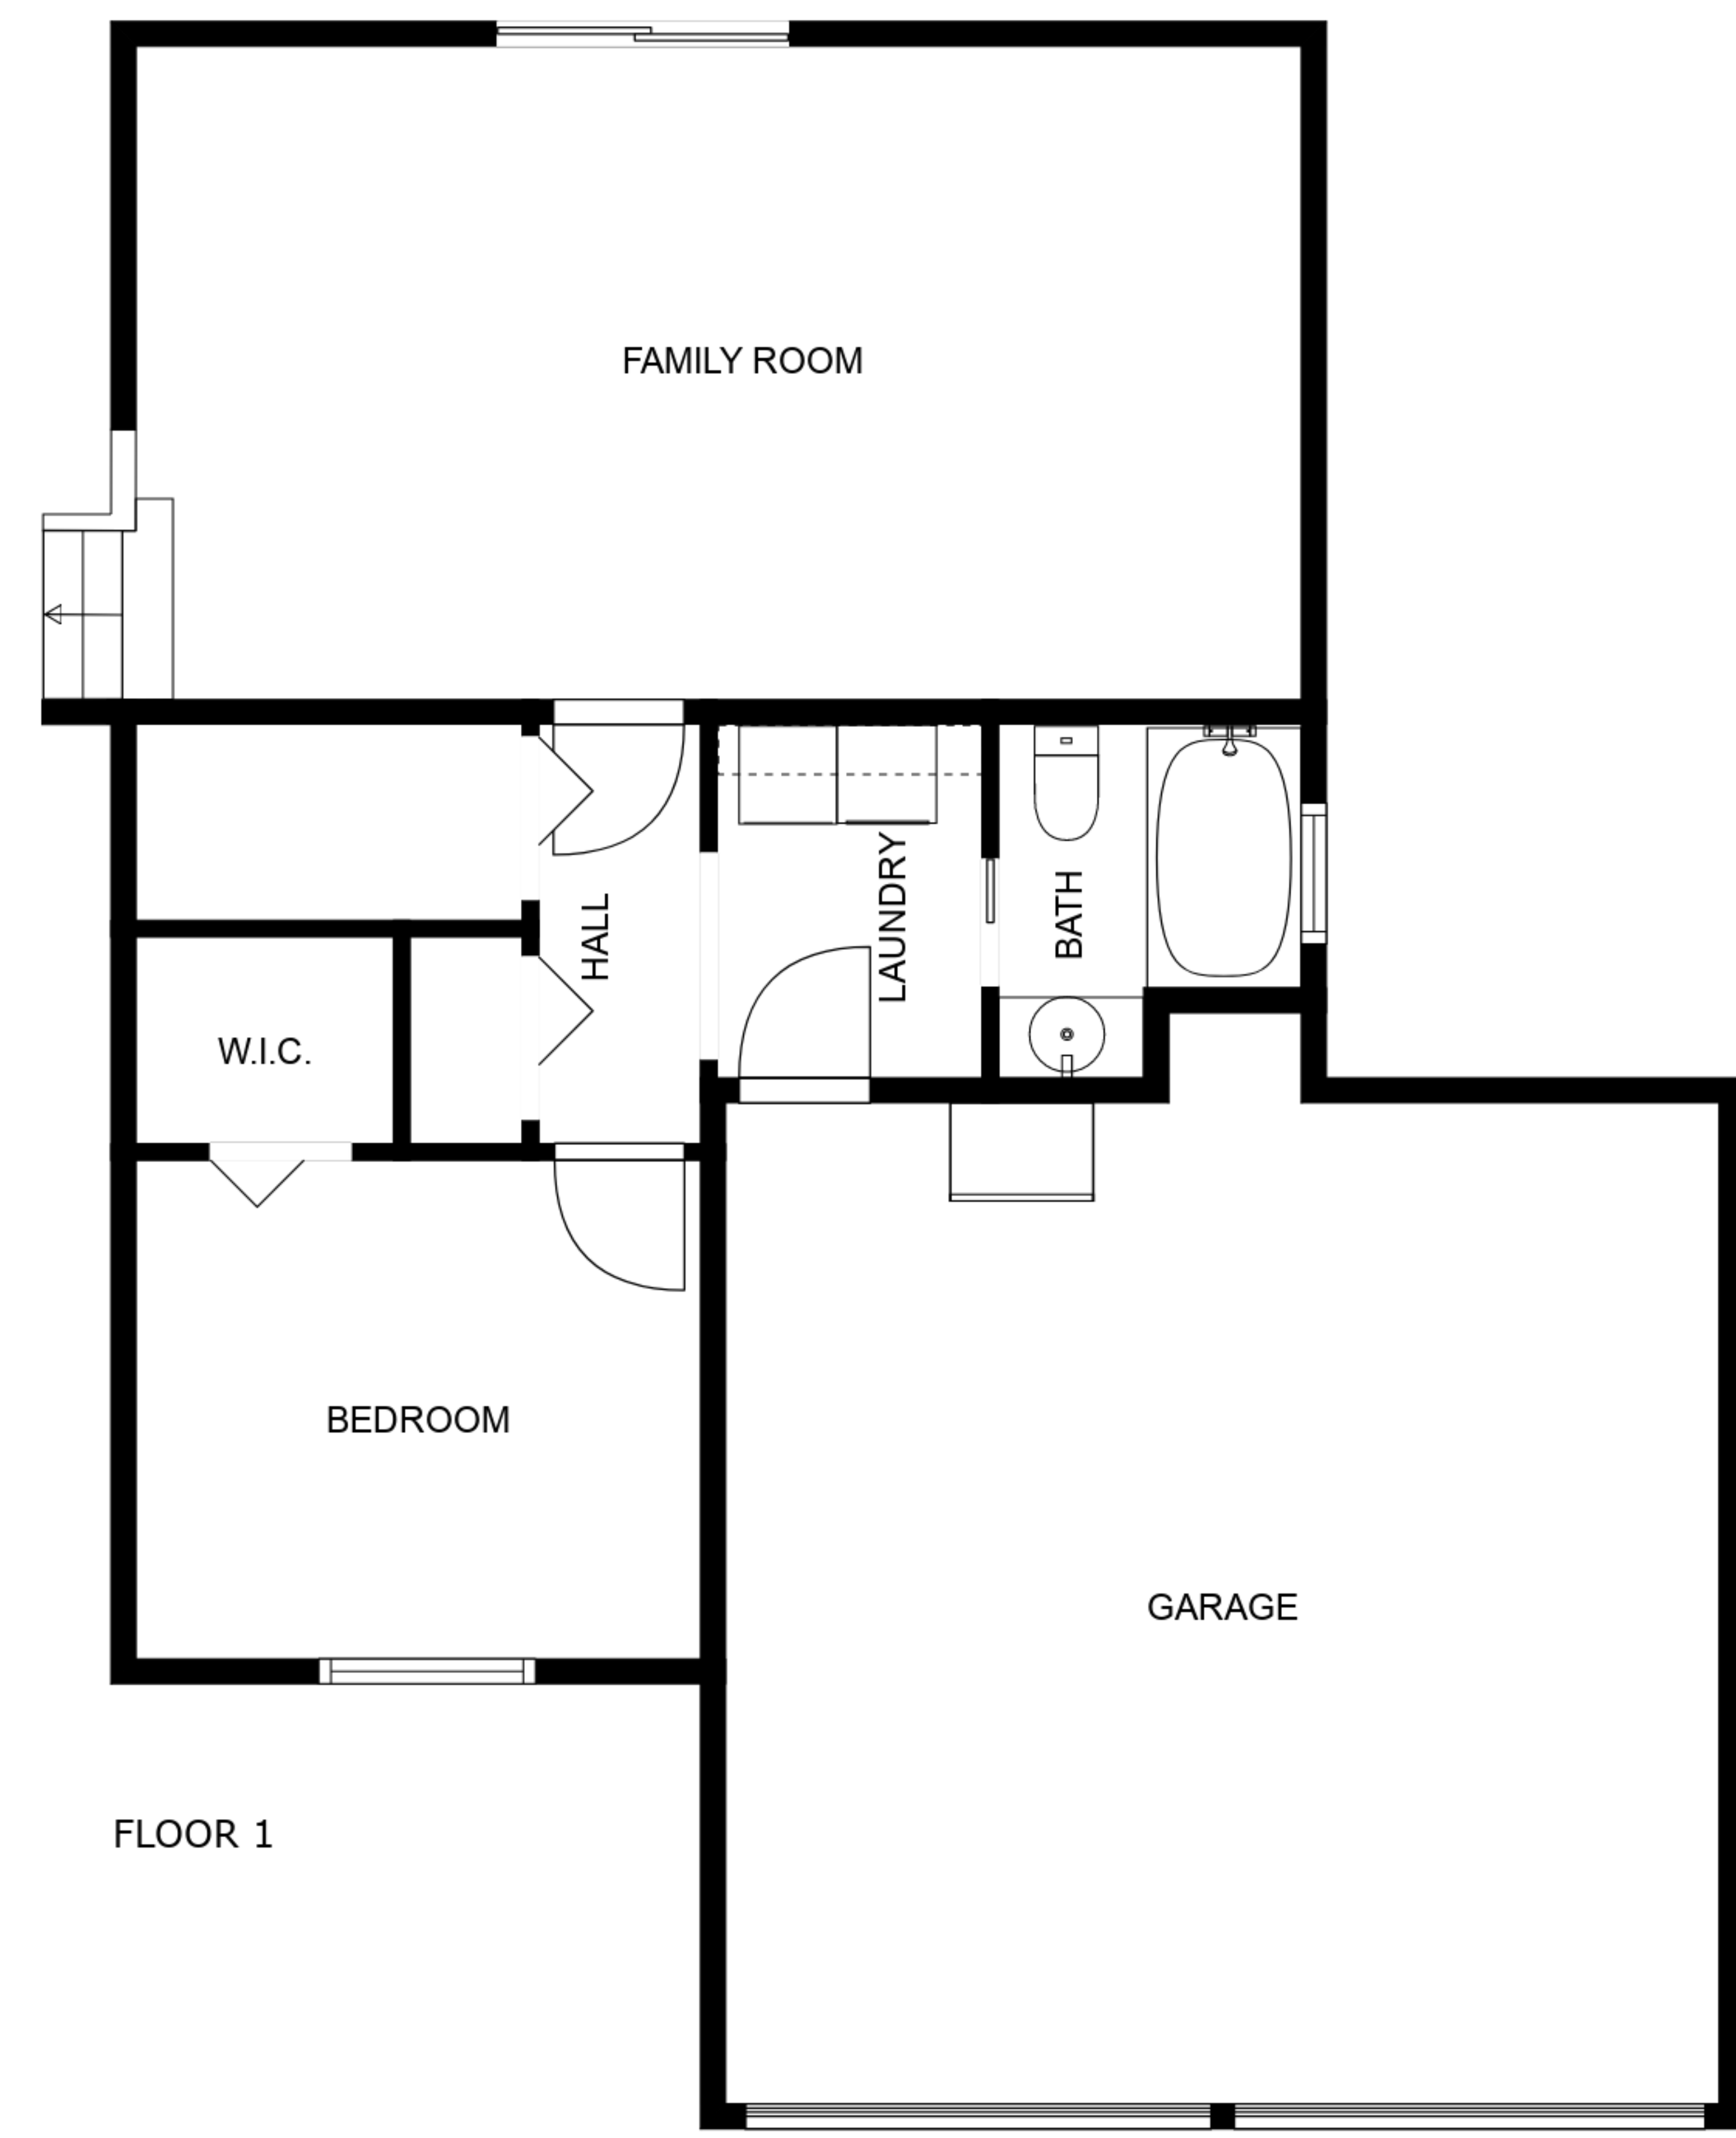 FAMILY ROOM
HALL
LAUNDRY
BATH
W.I.C.
BEDROOM
GARAGE
FLOOR 1